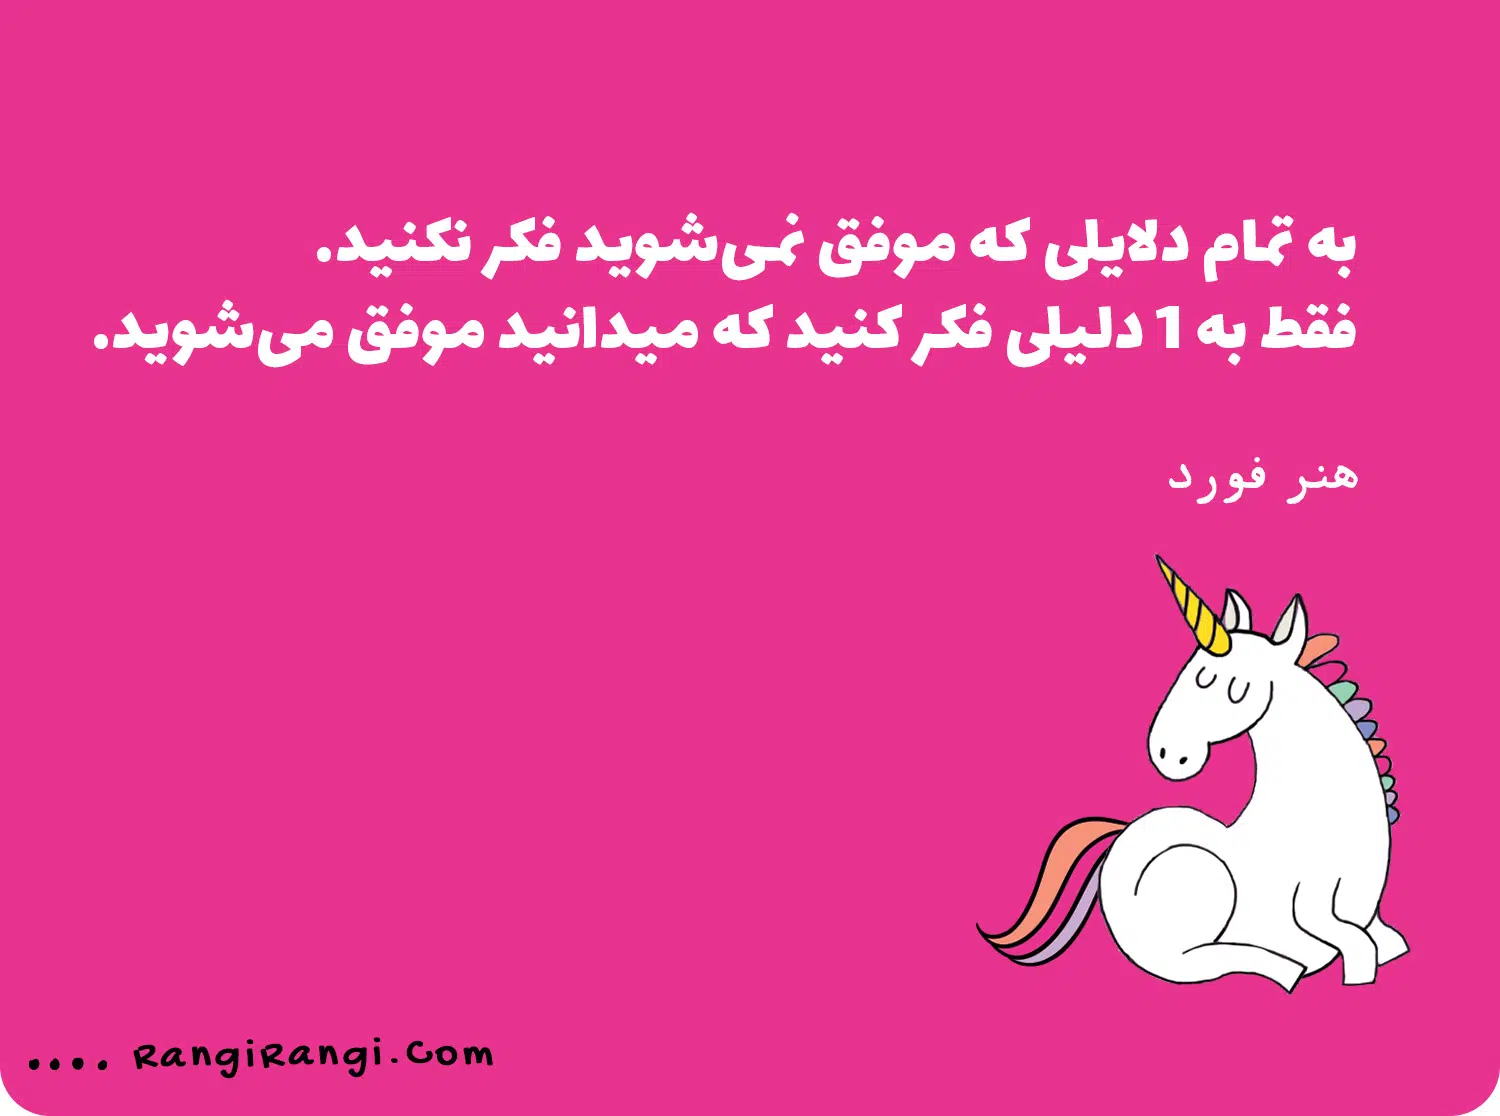 به تمام دلایلی که موفق نمی‌شوید فکر نکنید.
فقط به 1 دلیلی فکر کنید که میدانید موفق می‌شوید.
هنر فورد
.... RangiRangi.Com